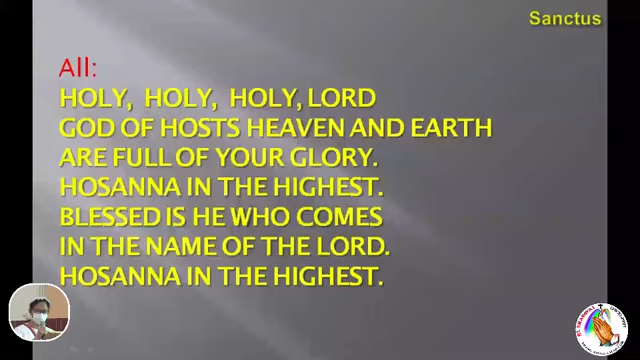 Sanctus
All:
HOLY, HOLY, HOLY, LORD
GOD OF HOSTS HEAVEN AND EARTH
ARE FULL OF YOUR GLORY.
HOSANNA IN THE HIGHEST.
BLESSED IS HE WHO COMES
IN THE NAME OF THE LORD.
HOSANNA IN THE HIGHEST.